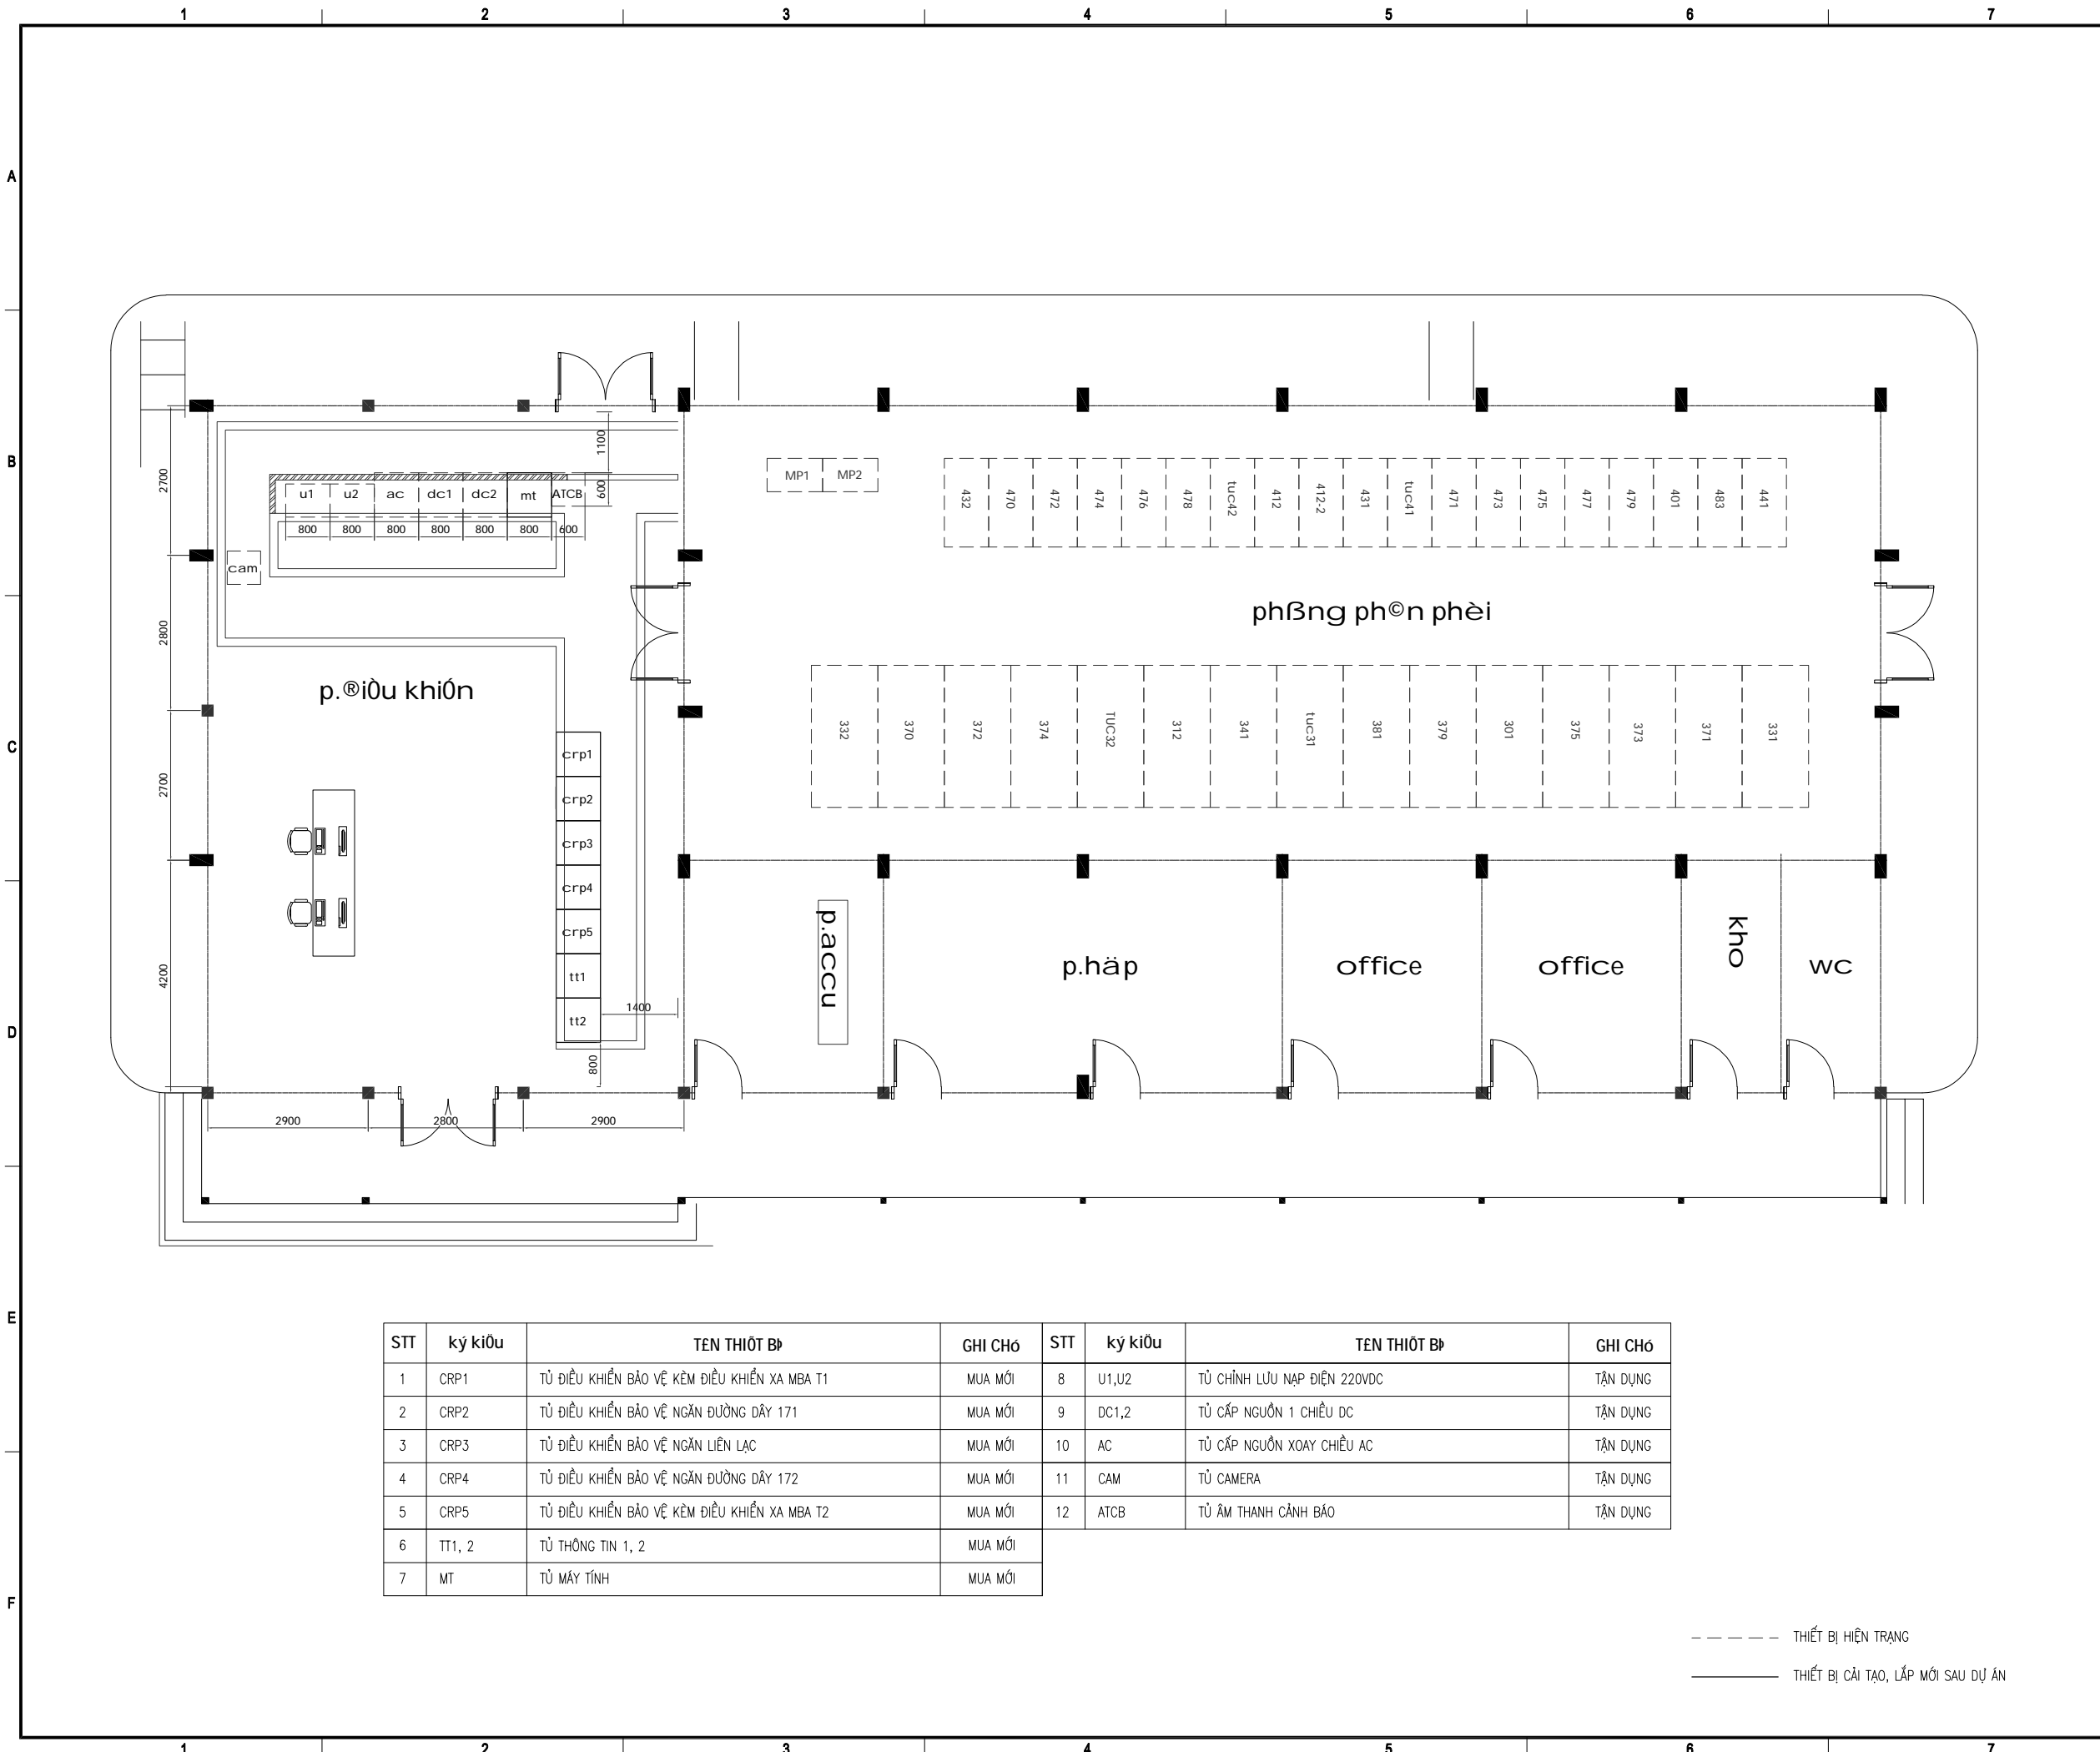 1 2 3 4 5 6 7
A
B
C
D
E
F
2700
2800
2700
4200
1100
600
u1 u2 ac dc1 dc2 mt ATCB
800 800 800 800 800 800 600
cam
MP1 MP2
432 470 472 474 476 478 tuc42 412 412-2 431 tuc41 471 473 475 477 479 401 483 441
phßng ph©n phèi
p.®iÒu khiÓn
332 370 372 374 TUC32 312 341 tuc31 381 379 301 375 373 371 331
crp1
crp2
crp3
crp4
crp5
tt1
tt2
1400
800
p.accu
p.häp
office
office
kho
wc
2900 2800 2900
STT ký kiÖu T£N THIÕT BÞ GHI CHó STT ký kiÖu T£N THIÕT BÞ GHI CHó
1 CRP1 TỦ ĐIỀU KHIỂN BẢO VỆ KÈM ĐIỀU KHIỂN XA MBA T1 MUA MỚI 8 U1,U2 TỦ CHỈNH LƯU NẠP ĐIỆN 220VDC TẬN DỤNG
2 CRP2 TỦ ĐIỀU KHIỂN BẢO VỆ NGĂN ĐƯỜNG DÂY 171 MUA MỚI 9 DC1,2 TỦ CẤP NGUỒN 1 CHIỀU DC TẬN DỤNG
3 CRP3 TỦ ĐIỀU KHIỂN BẢO VỆ NGĂN LIÊN LẠC MUA MỚI 10 AC TỦ CẤP NGUỒN XOAY CHIỀU AC TẬN DỤNG
4 CRP4 TỦ ĐIỀU KHIỂN BẢO VỆ NGĂN ĐƯỜNG DÂY 172 MUA MỚI 11 CAM TỦ CAMERA TẬN DỤNG
5 CRP5 TỦ ĐIỀU KHIỂN BẢO VỆ KÈM ĐIỀU KHIỂN XA MBA T2 MUA MỚI 12 ATCB TỦ ÂM THANH CẢNH BÁO TẬN DỤNG
6 TT1, 2 TỦ THÔNG TIN 1, 2 MUA MỚI
7 MT TỦ MÁY TÍNH MUA MỚI
THIẾT BỊ HIỆN TRẠNG
THIẾT BỊ CẢI TẠO, LẮP MỚI SAU DỰ ÁN
1 2 3 4 5 6 7